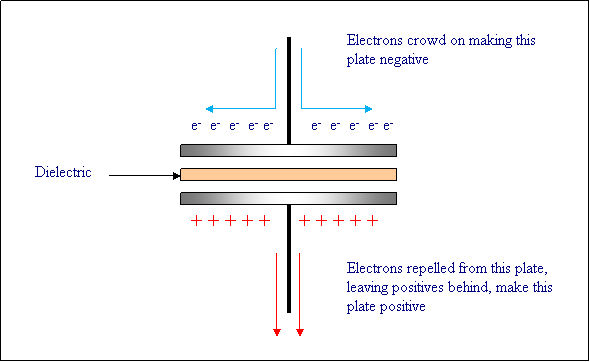 Electrons crowd on making this
plate negative
e- e- e- e- e- e- e- e- e- e-
Dielectric
+ + + + + + + + + +
Electrons repelled from this plate,
leaving positives behind, make this
plate positive